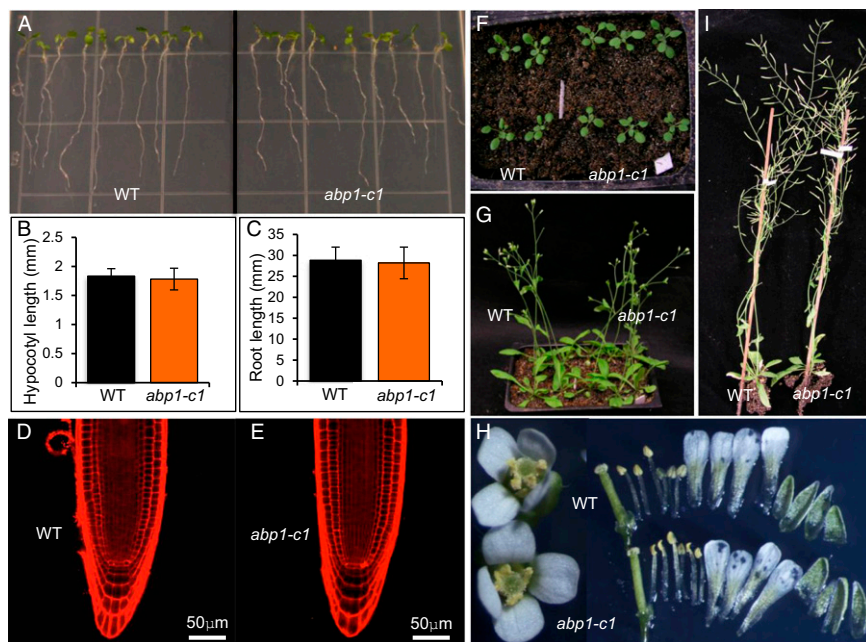 A
WT
abp1-c1
B
Hypocotyl length (mm)
2.5
2
1.5
1
0.5
0
WT
abp1-c1
C
Root length (mm)
35
30
25
20
15
10
5
0
WT
abp1-c1
D
WT
50μm
E
abp1-c1
50μm
F
WT
abp1-c1
G
WT
abp1-c1
H
WT
abp1-c1
I
WT
abp1-c1